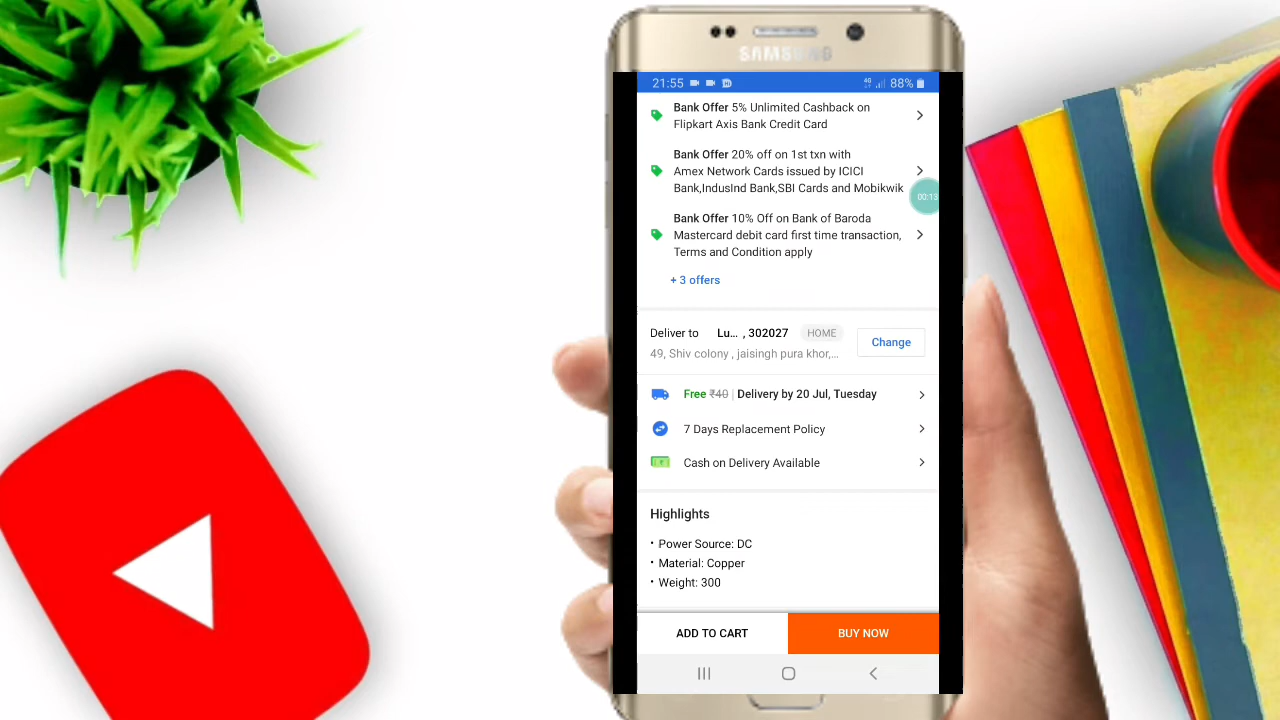 SAMSUNG
21:55
4G
88%
Bank Offer 5% Unlimited Cashback on
Flipkart Axis Bank Credit Card
Bank Offer 20% off on 1st txn with
Amex Network Cards issued by ICICI
Bank,IndusInd Bank,SBI Cards and Mobikwik
00:13
Bank Offer 10% Off on Bank of Baroda
Mastercard debit card first time transaction,
Terms and Condition apply
+ 3 offers
Deliver to Lu... , 302027 HOME
Change
49, Shiv colony , jaisingh pura khor,...
Free ₹40 | Delivery by 20 Jul, Tuesday
7 Days Replacement Policy
Cash on Delivery Available
Highlights
• Power Source: DC
• Material: Copper
• Weight: 300
ADD TO CART
BUY NOW